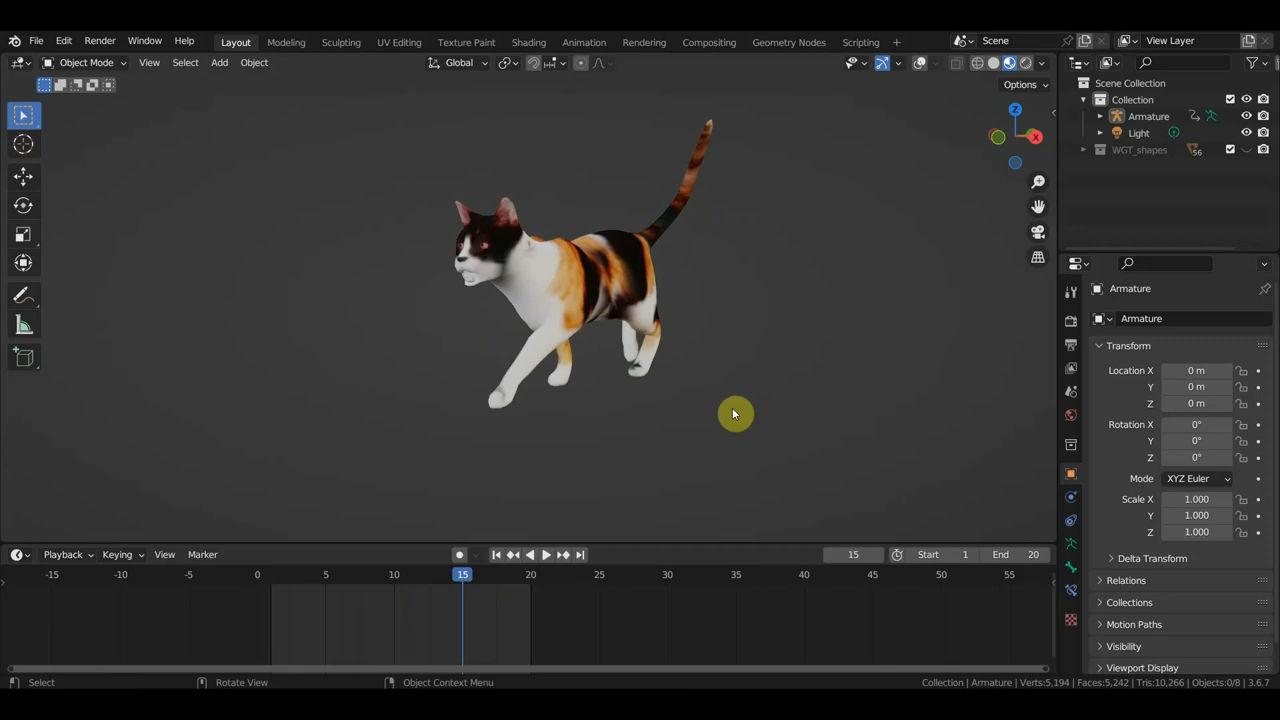 File Edit Render Window Help Layout Modeling Sculpting UV Editing Texture Paint Shading Animation Rendering Compositing Geometry Nodes Scripting + Scene View Layer
Object Mode View Select Add Object Global
Options
Z
X
Scene Collection
Collection
Armature
Light
WGT_shapes 56
Armature
Armature
Transform
Location X 0 m
Y 0 m
Z 0 m
Rotation X 0°
Y 0°
Z 0°
Mode XYZ Euler
Scale X 1.000
Y 1.000
Z 1.000
Delta Transform
Relations
Collections
Motion Paths
Visibility
Viewport Display
Playback Keying View Marker 15 Start 1 End 20
-15 -10 -5 0 5 10 15 20 25 30 35 40 45 50 55
Select Rotate View Object Context Menu Collection | Armature | Verts:5,194 | Faces:5,242 | Tris:10,266 | Objects:0/8 | 3.6.7